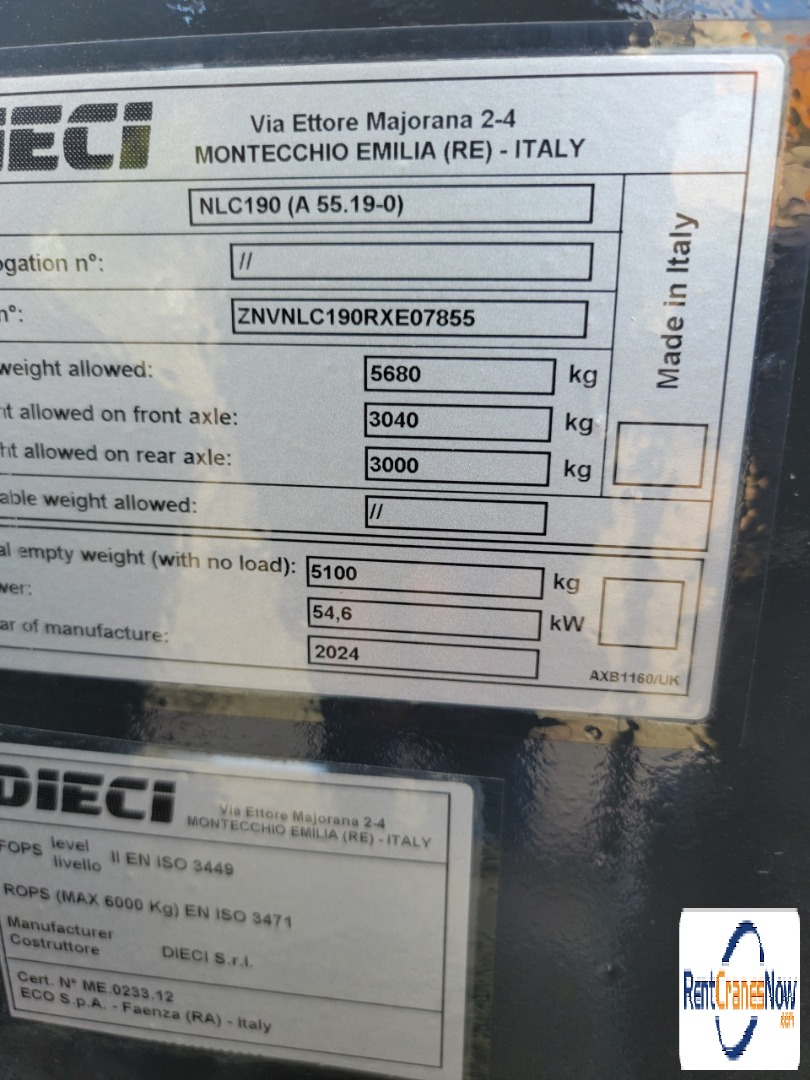 IECI
Via Ettore Majorana 2-4
MONTECCHIO EMILIA (RE) - ITALY
NLC190 (A 55.19-0)
ogation n°: //
n°: ZNVNLC190RXE07855
Made in Italy
weight allowed: 5680 kg
ht allowed on front axle: 3040 kg
ht allowed on rear axle: 3000 kg
able weight allowed: //
al empty weight (with no load): 5100 kg
wer: 54,6 kW
ar of manufacture: 2024
AXB1160/UK
DIECI
Via Ettore Majorana 2-4
MONTECCHIO EMILIA (RE) - ITALY
FOPS level livello II EN ISO 3449
ROPS (MAX 6000 Kg) EN ISO 3471
Manufacturer
Costruttore DIECI S.r.l.
Cert. N° ME.0233.12
ECO S.p.A. - Faenza (RA) - Italy
RentCranesNow
.com